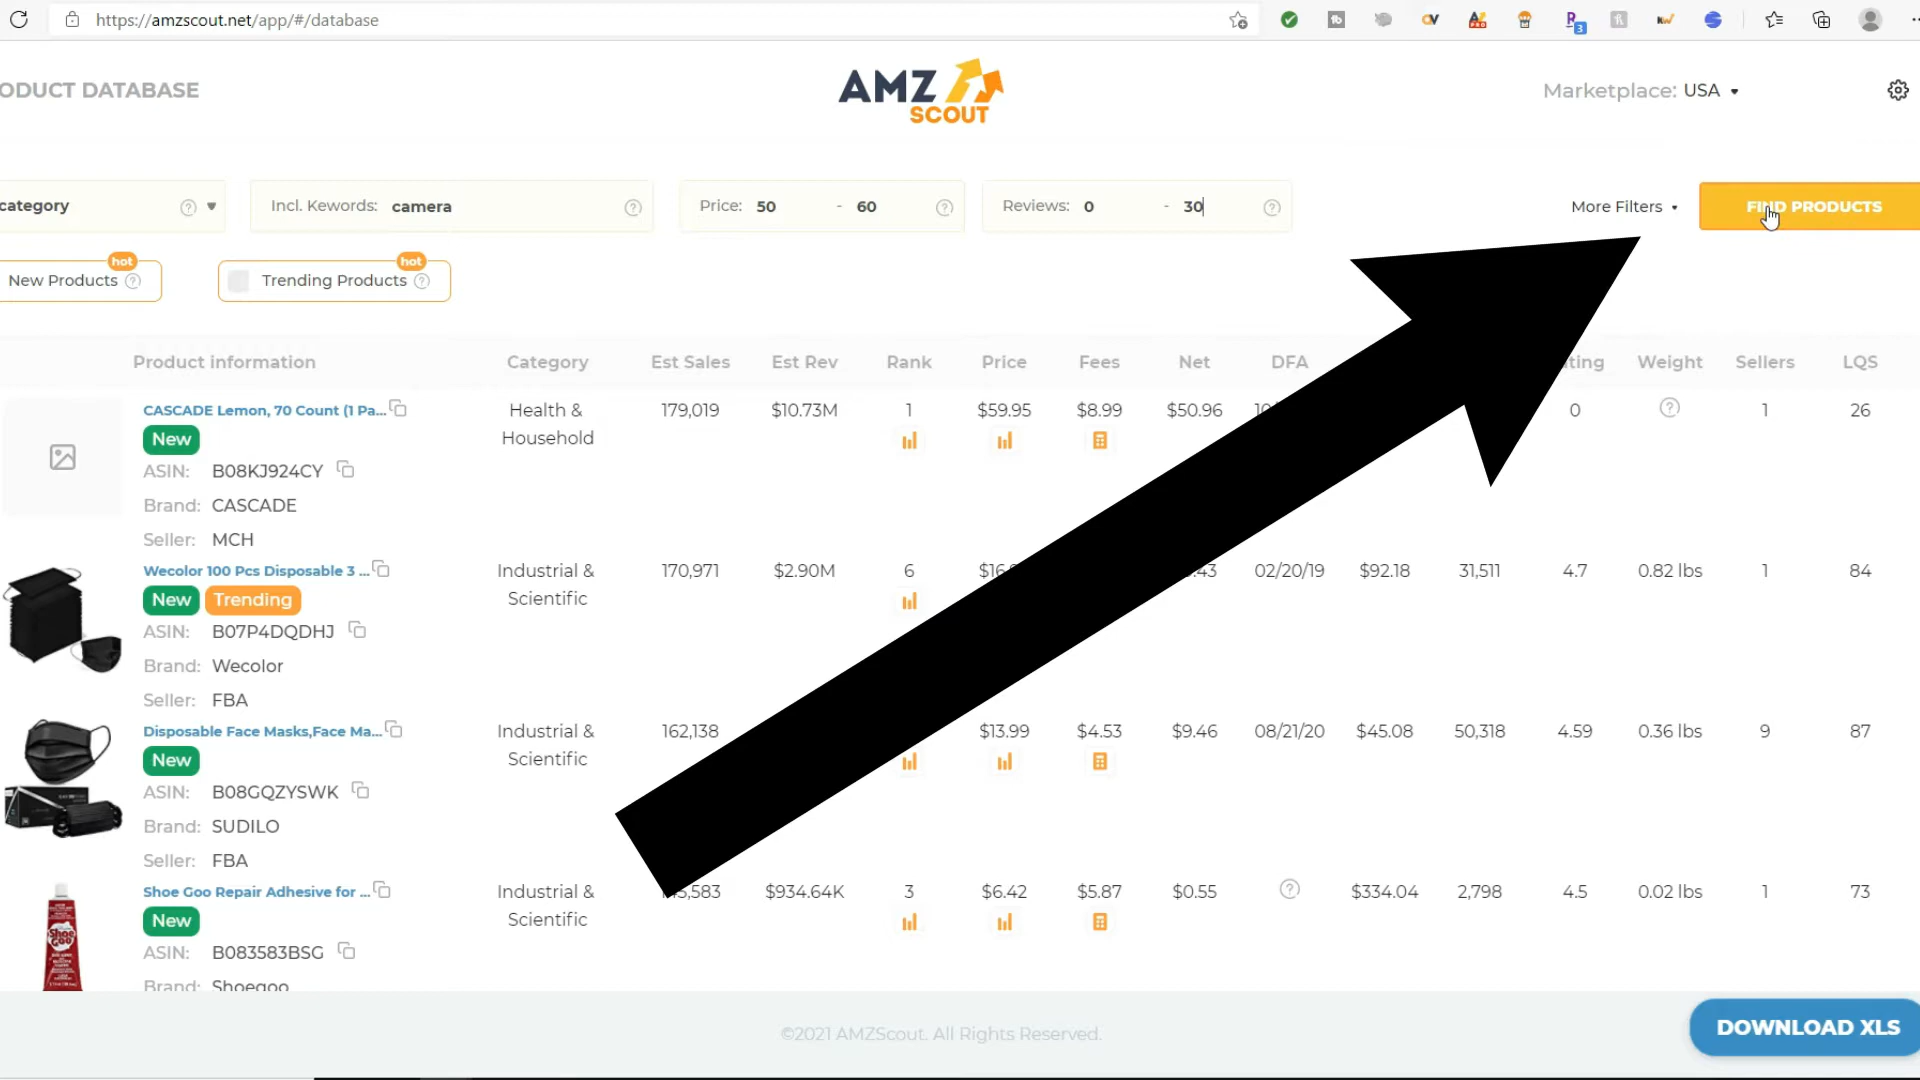 https://amzscout.net/app/#/database
ODUCT DATABASE
AMZ
SCOUT
Marketplace: USA
category
Incl. Kewords: camera
Price: 50 - 60
Reviews: 0 - 30
More Filters
FIND PRODUCTS
hot
New Products
hot
Trending Products
Product information Category Est Sales Est Rev Rank Price Fees Net DFA Weight Sellers LQS
CASCADE Lemon, 70 Count (1 Pa... Health & 179,019 $10.73M 1 $59.95 $8.99 $50.96 0 1 26
Household
New
ASIN: B08KJ924CY
Brand: CASCADE
Seller: MCH
Wecolor 100 Pcs Disposable 3 ... Industrial & 170,971 $2.90M 6 02/20/19 $92.18 31,511 4.7 0.82 lbs 1 84
Scientific
New Trending
ASIN: B07P4DQDHJ
Brand: Wecolor
Seller: FBA
Disposable Face Masks,Face Ma... Industrial & 162,138 $13.99 $4.53 $9.46 08/21/20 $45.08 50,318 4.59 0.36 lbs 9 87
Scientific
New
ASIN: B08GQZYSWK
Brand: SUDILO
Seller: FBA
Shoe Goo Repair Adhesive for ... Industrial & $934.64K 3 $6.42 $5.87 $0.55 $334.04 2,798 4.5 0.02 lbs 1 73
Scientific
New
ASIN: B083583BSG
Brand: Shoegoo
©2021 AMZScout. All Rights Reserved.
DOWNLOAD XLS